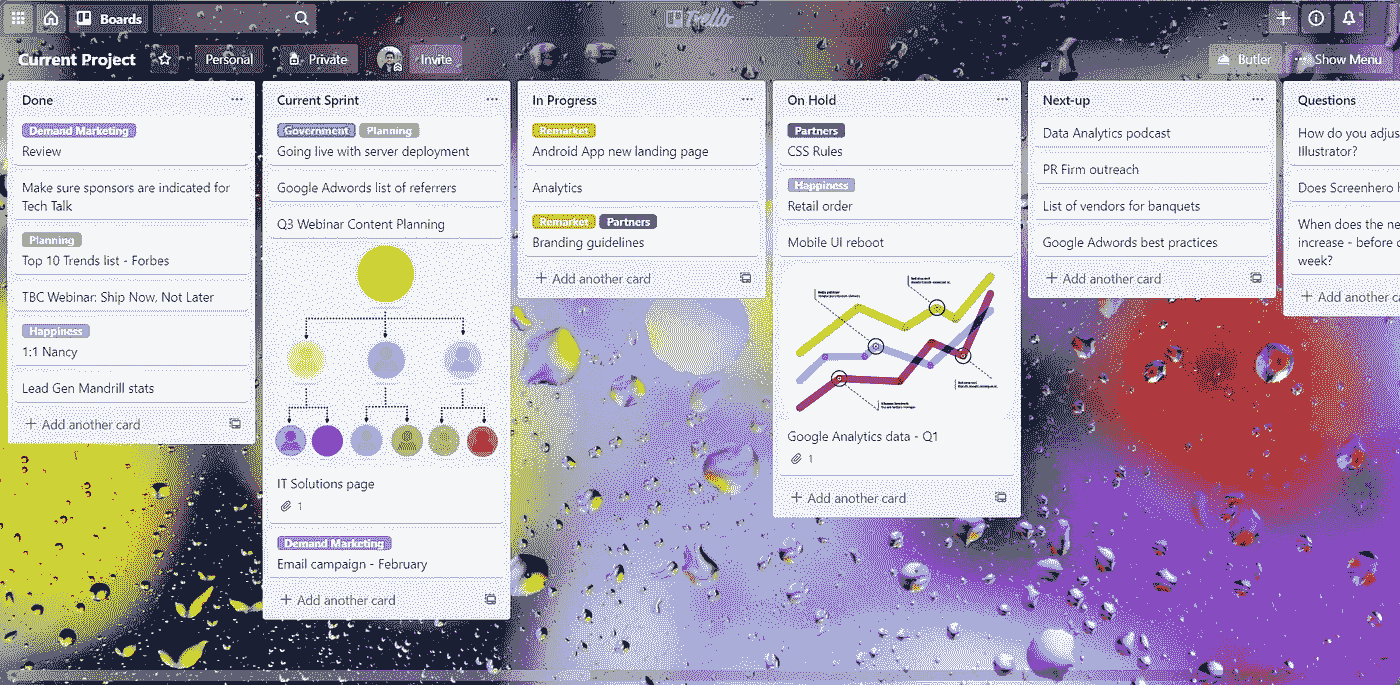 Boards
Trello
Current Project
Personal
Private
Invite
Butler
Show Menu
Done
Demand Marketing
Review
Make sure sponsors are indicated for
Tech Talk
Planning
Top 10 Trends list - Forbes
TBC Webinar: Ship Now, Not Later
Happiness
1:1 Nancy
Lead Gen Mandrill stats
+ Add another card
Current Sprint
Government Planning
Going live with server deployment
Google Adwords list of referrers
Q3 Webinar Content Planning
IT Solutions page
1
Demand Marketing
Email campaign - February
+ Add another card
In Progress
Remarket
Android App new landing page
Analytics
Remarket Partners
Branding guidelines
+ Add another card
On Hold
Partners
CSS Rules
Happiness
Retail order
Mobile UI reboot
Google Analytics data - Q1
1
+ Add another card
Next-up
Data Analytics podcast
PR Firm outreach
List of vendors for banquets
Google Adwords best practices
+ Add another card
Questions
How do you adjus
Illustrator?
Does Screenhero
When does the ne
increase - before
week?
+ Add another